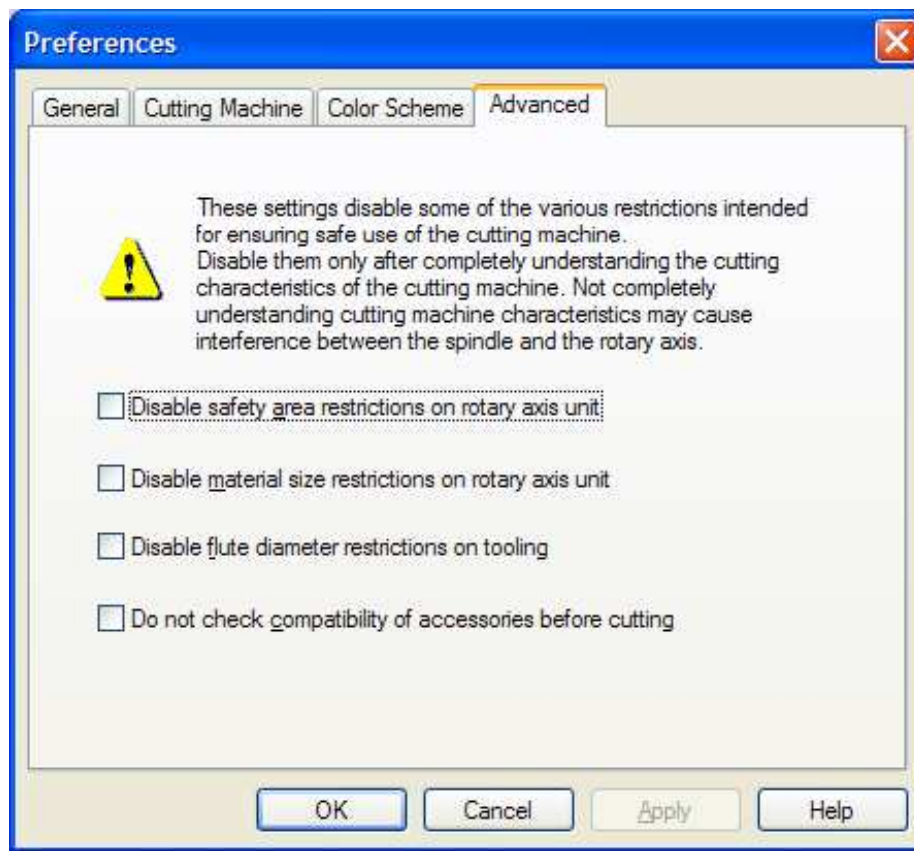 Preferences
General
Cutting Machine
Color Scheme
Advanced
These settings disable some of the various restrictions intended
for ensuring safe use of the cutting machine.
Disable them only after completely understanding the cutting
characteristics of the cutting machine. Not completely
understanding cutting machine characteristics may cause
interference between the spindle and the rotary axis.
Disable safety area restrictions on rotary axis unit
Disable material size restrictions on rotary axis unit
Disable flute diameter restrictions on tooling
Do not check compatibility of accessories before cutting
OK
Cancel
Apply
Help